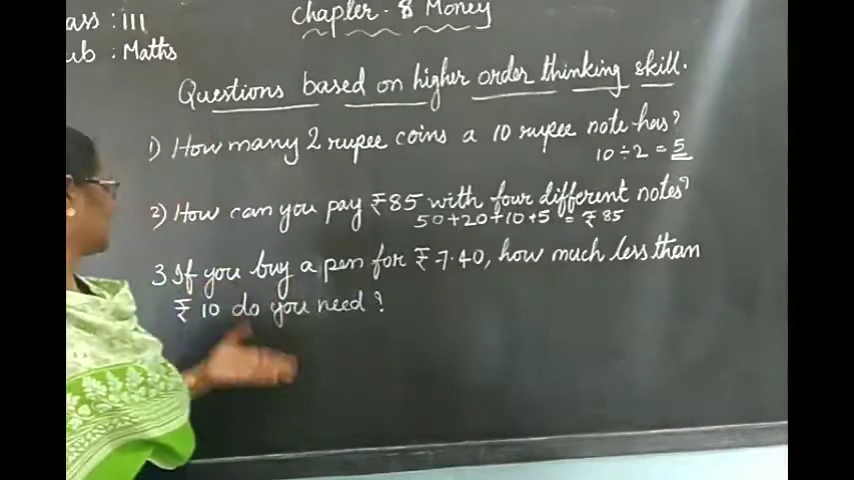 ass : III
ub : Maths
Chapter - 8 Money
Questions based on higher order thinking skill.
1) How many 2 rupee coins a 10 rupee note has?
10 ÷ 2 = 5
2) How can you pay ₹85 with four different notes?
50+20+10+5 = ₹85
3 If you buy a pen for ₹7.40, how much less than
₹10 do you need?